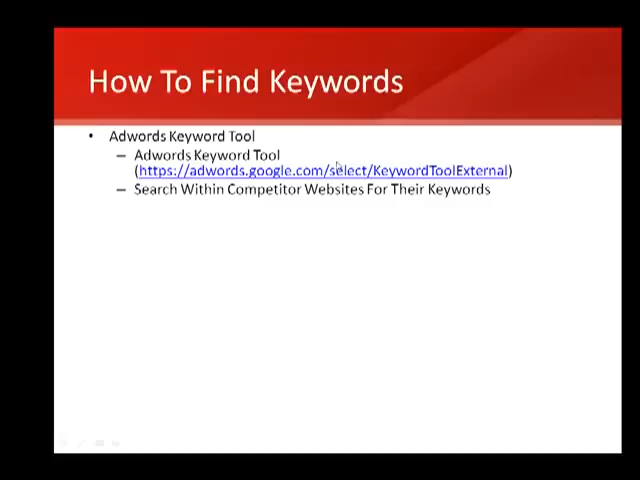 How To Find Keywords
• Adwords Keyword Tool
– Adwords Keyword Tool
(https://adwords.google.com/select/KeywordToolExternal)
– Search Within Competitor Websites For Their Keywords